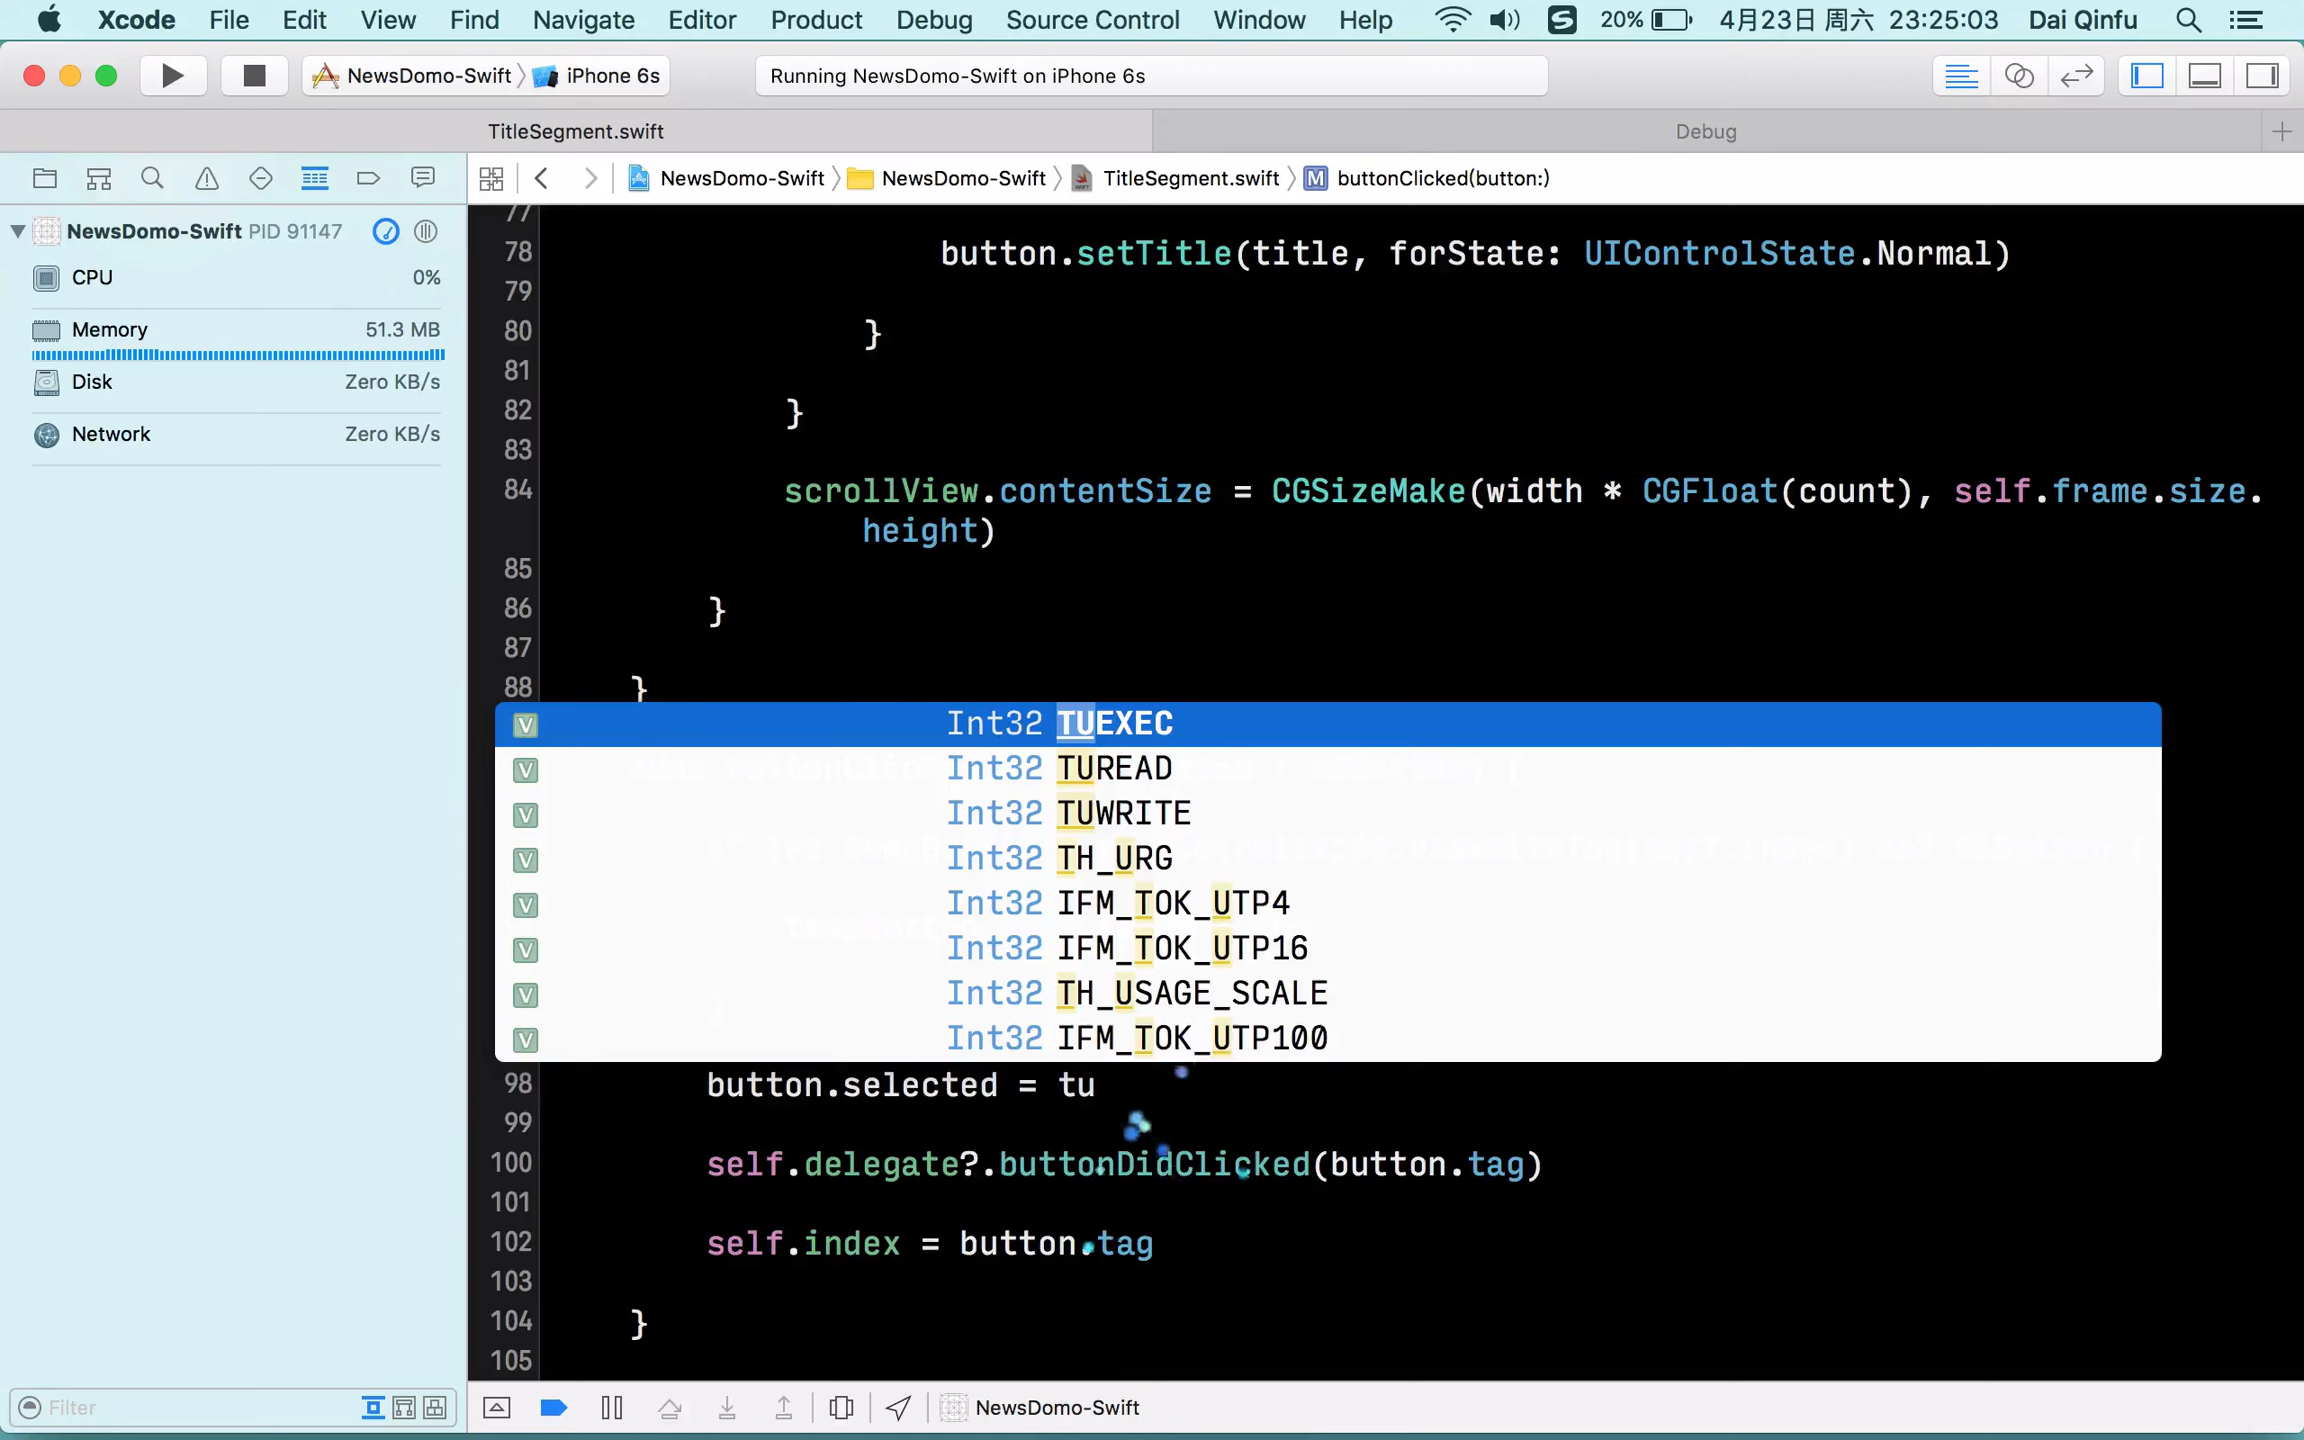 Xcode File Edit View Find Navigate Editor Product Debug Source Control Window Help 20% 4月23日 周六 23:25:03 Dai Qinfu
NewsDomo-Swift iPhone 6s Running NewsDomo-Swift on iPhone 6s
TitleSegment.swift Debug
NewsDomo-Swift NewsDomo-Swift TitleSegment.swift M buttonClicked(button:)
NewsDomo-Swift PID 91147
CPU 0%
Memory 51.3 MB
Disk Zero KB/s
Network Zero KB/s
77
78 button.setTitle(title, forState: UIControlState.Normal)
79
80 }
81
82 }
83
84 scrollView.contentSize = CGSizeMake(width * CGFloat(count), self.frame.size.
height)
85
86 }
87
88 }
V Int32 TUEXEC
V Int32 TUREAD
V Int32 TUWRITE
V Int32 TH_URG
V Int32 IFM_TOK_UTP4
V Int32 IFM_TOK_UTP16
V Int32 TH_USAGE_SCALE
V Int32 IFM_TOK_UTP100
98 button.selected = tu
99
100 self.delegate?.buttonDidClicked(button.tag)
101
102 self.index = button.tag
103
104 }
105
Filter NewsDomo-Swift